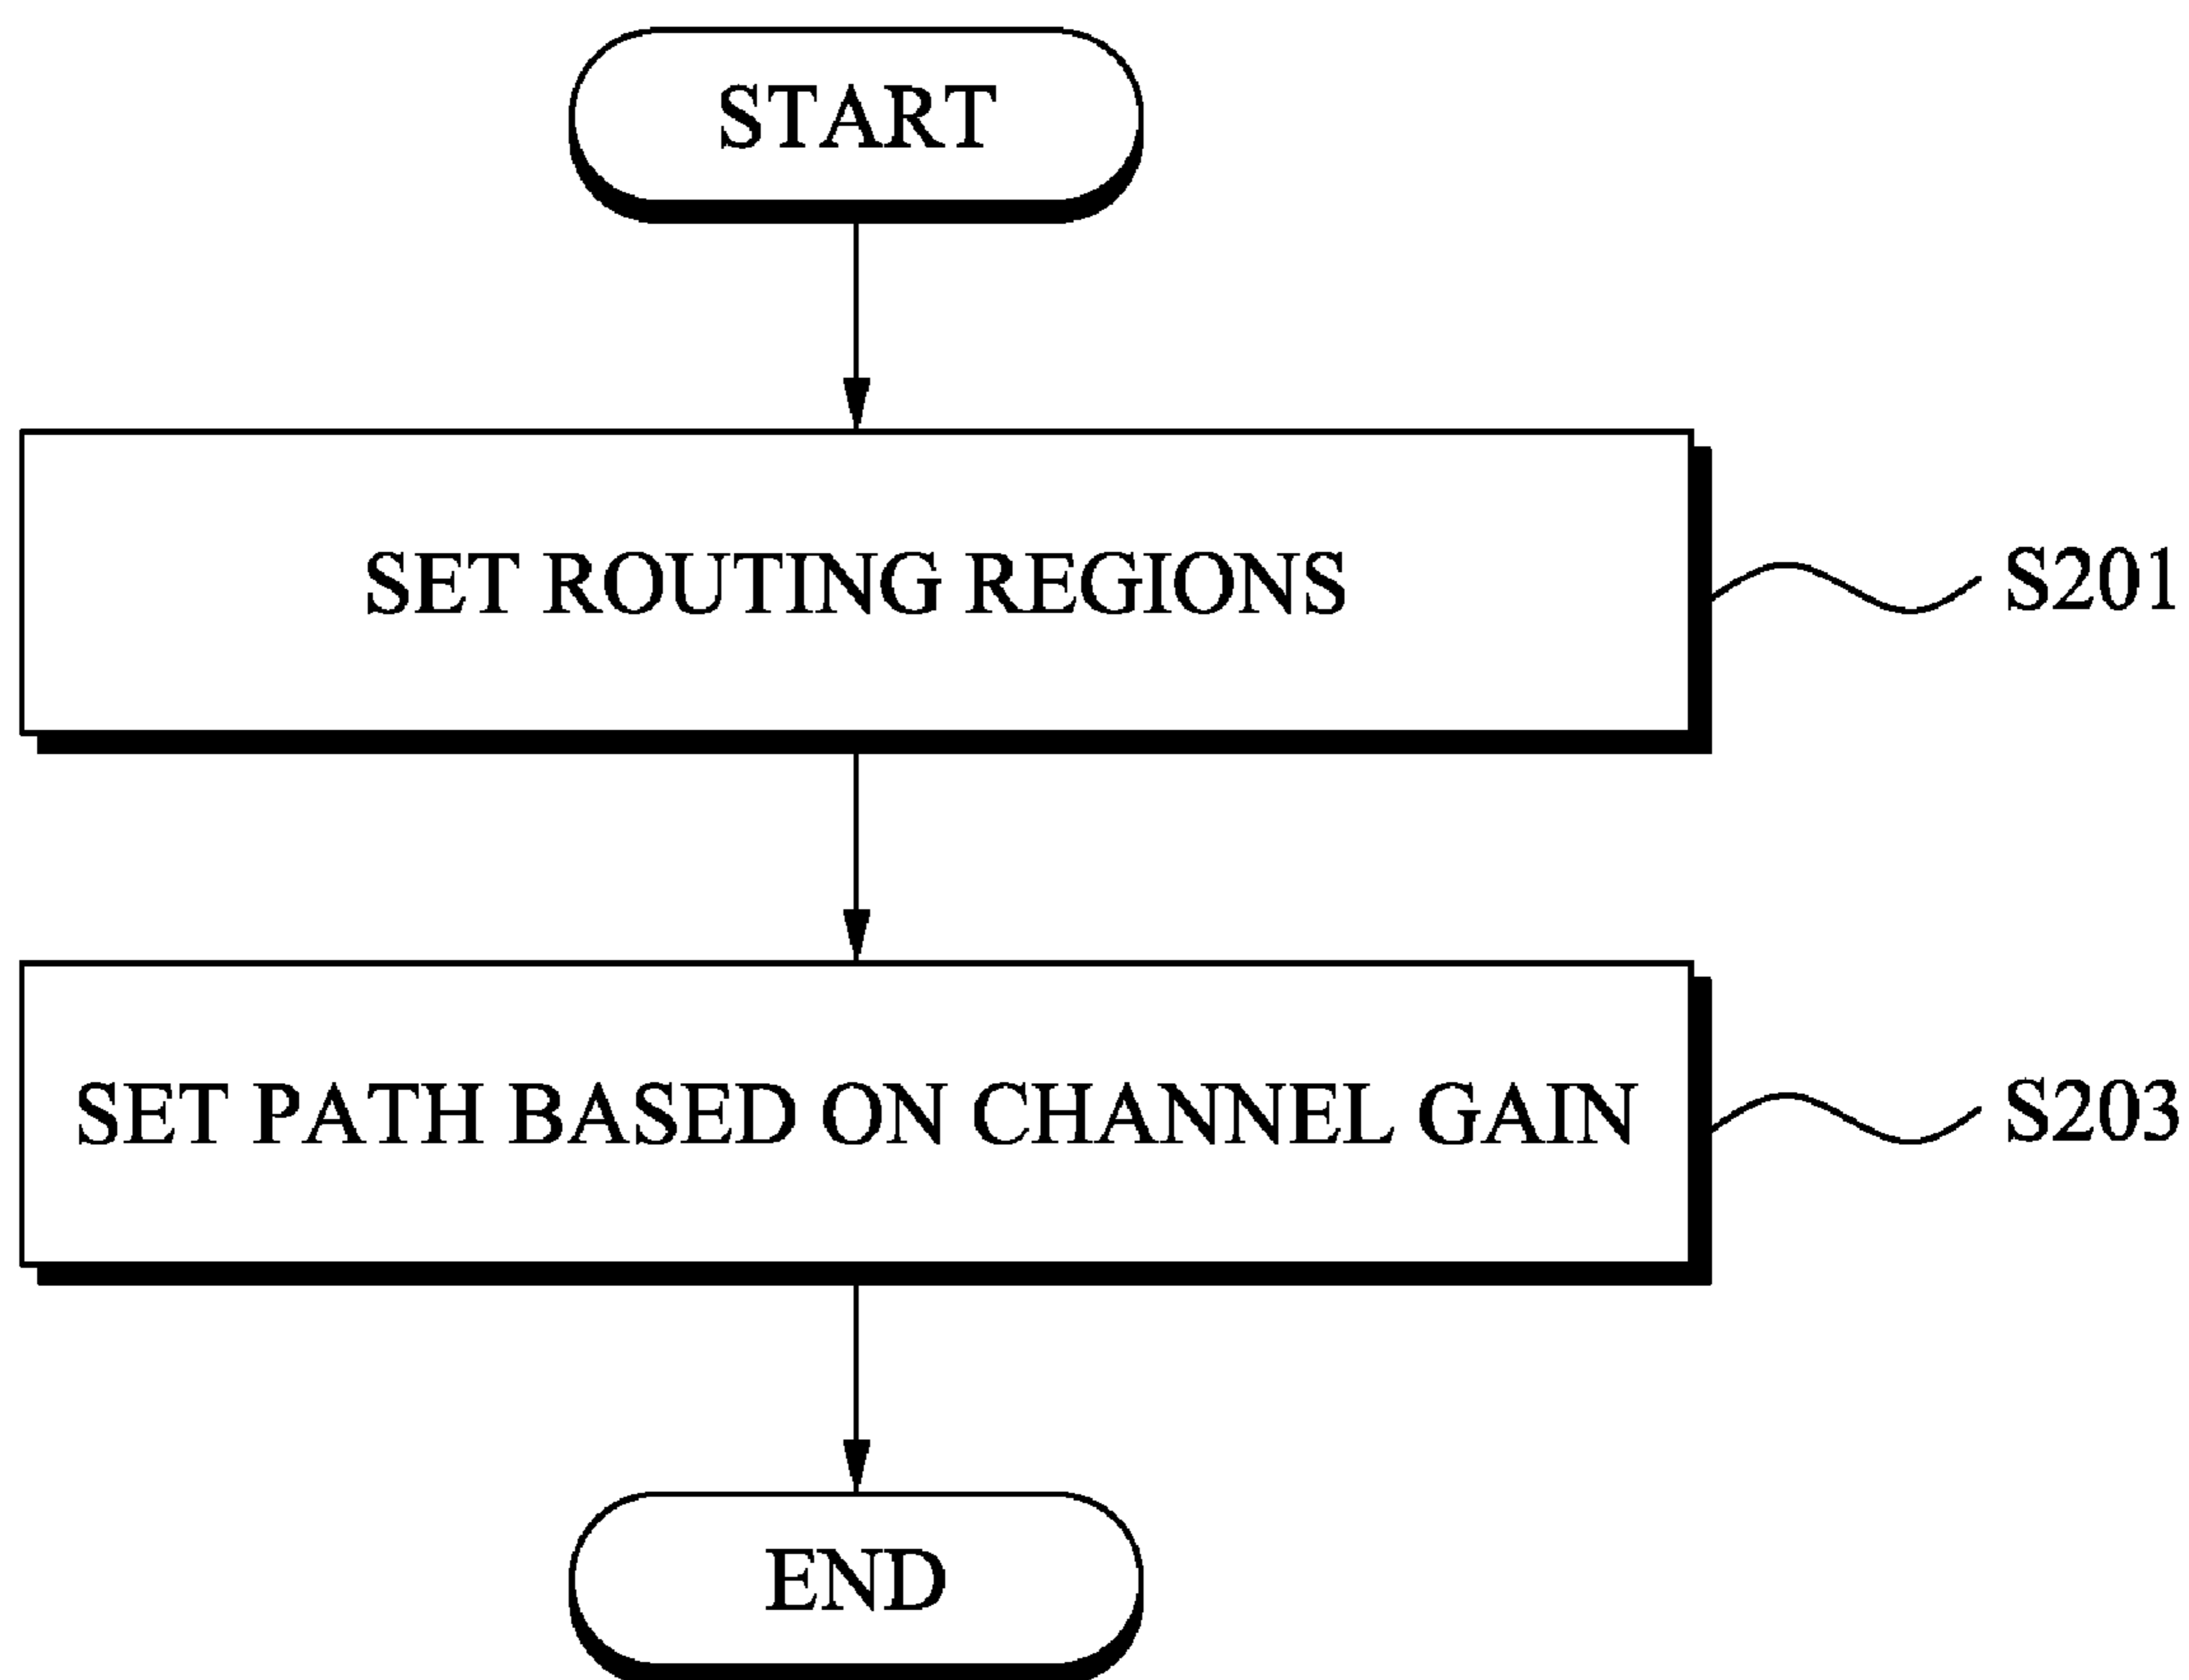 START
SET ROUTING REGIONS
S201
SET PATH BASED ON CHANNEL GAIN
S203
END